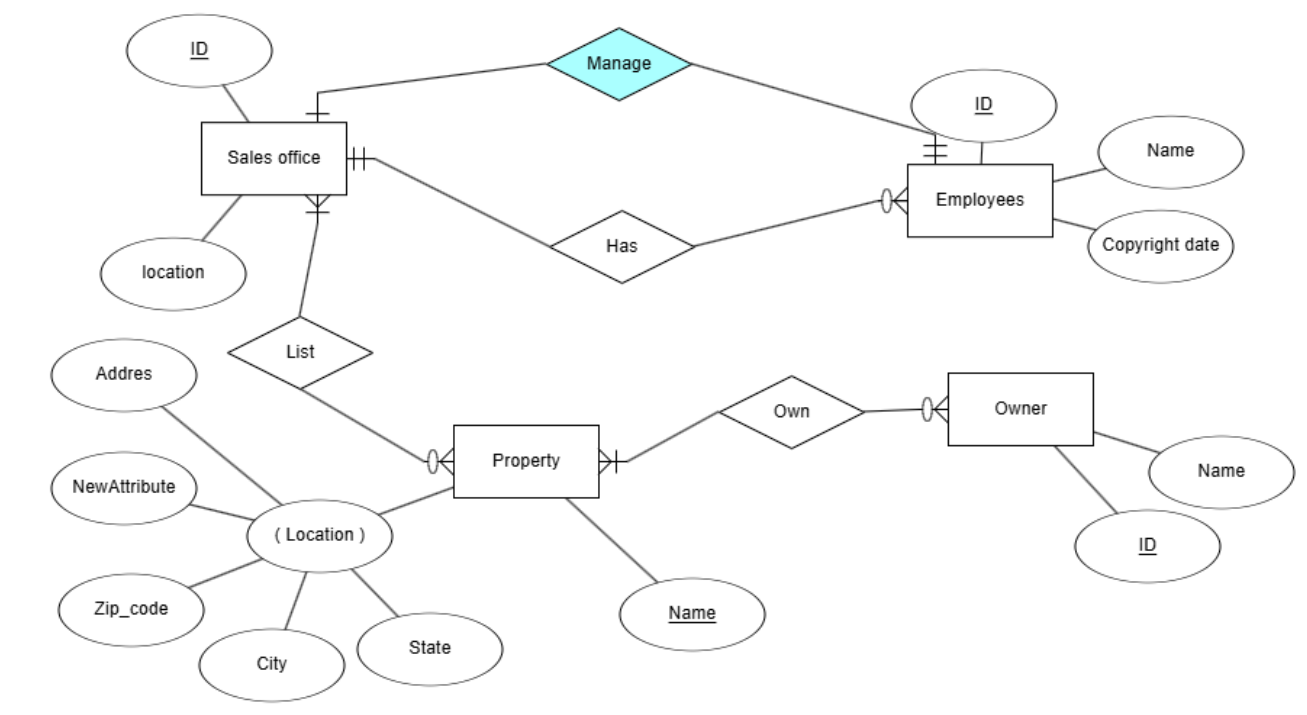 ID
Manage
ID
Sales office
Name
Employees
Copyright date
Has
location
List
Addres
Own
Owner
Property
Name
NewAttribute
( Location )
ID
Zip_code
Name
City
State